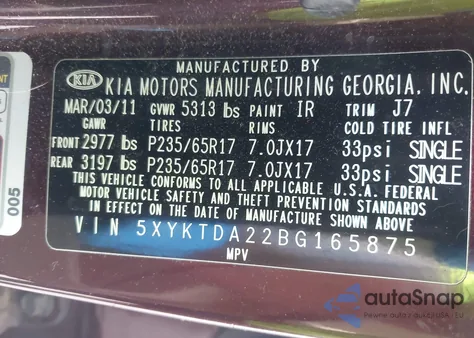 MANUFACTURED BY
KIA KIA MOTORS MANUFACTURING GEORGIA, INC.
MAR/03/11 GVWR 5313 lbs PAINT IR TRIM J7
GAWR TIRES RIMS COLD TIRE INFL
FRONT 2977 lbs P235/65R17 7.0JX17 33psi SINGLE
REAR 3197 lbs P235/65R17 7.0JX17 33psi SINGLE
THIS VEHICLE CONFORMS TO ALL APPLICABLE U.S.A. FEDERAL
MOTOR VEHICLE SAFETY AND THEFT PREVENTION STANDARDS
IN EFFECT ON THE DATE OF MANUFACTURE SHOWN ABOVE
VIN 5XYKTDA22BG165875
MPV
005
autaSnap